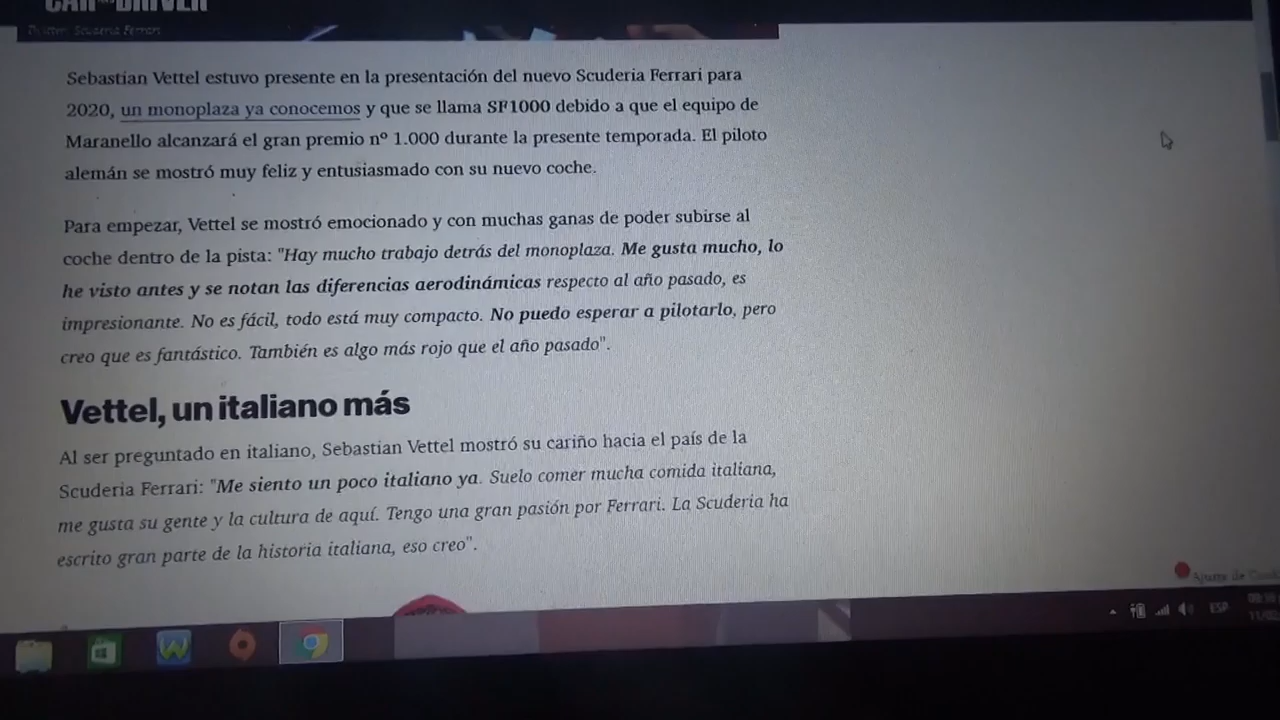 CAR AND DRIVER
Sebastian Vettel estuvo presente en la presentación del nuevo Scuderia Ferrari para
2020, un monoplaza ya conocemos y que se llama SF1000 debido a que el equipo de
Maranello alcanzará el gran premio nº 1.000 durante la presente temporada. El piloto
alemán se mostró muy feliz y entusiasmado con su nuevo coche.
Para empezar, Vettel se mostró emocionado y con muchas ganas de poder subirse al
coche dentro de la pista: "Hay mucho trabajo detrás del monoplaza. Me gusta mucho, lo
he visto antes y se notan las diferencias aerodinámicas respecto al año pasado, es
impresionante. No es fácil, todo está muy compacto. No puedo esperar a pilotarlo, pero
creo que es fantástico. También es algo más rojo que el año pasado".
Vettel, un italiano más
Al ser preguntado en italiano, Sebastian Vettel mostró su cariño hacia el país de la
Scuderia Ferrari: "Me siento un poco italiano ya. Suelo comer mucha comida italiana,
me gusta su gente y la cultura de aquí. Tengo una gran pasión por Ferrari. La Scuderia ha
escrito gran parte de la historia italiana, eso creo".
Ajuste de
ESP